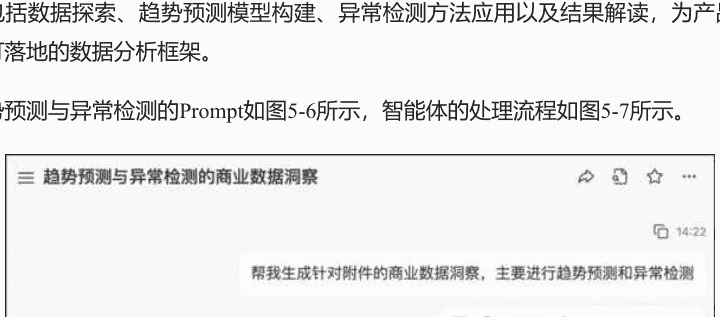 包括数据探索、趋势预测模型构建、异常检测方法应用以及结果解读，为产品
可落地的数据分析框架。
势预测与异常检测的Prompt如图5-6所示，智能体的处理流程如图5-7所示。
趋势预测与异常检测的商业数据洞察
14:22
帮我生成针对附件的商业数据洞察，主要进行趋势预测和异常检测